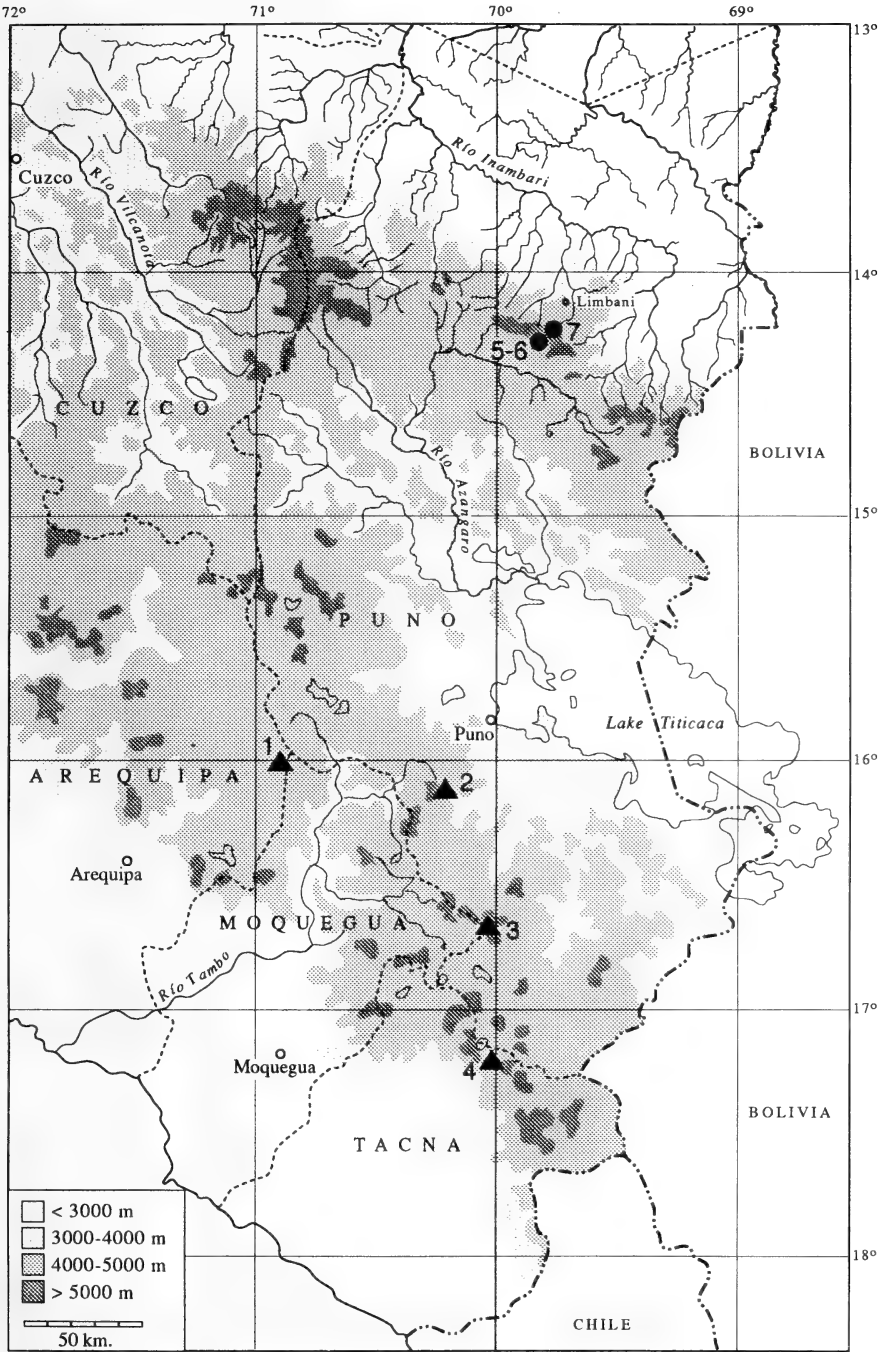 72° 71° 70° 69°
13°
Cuzco
Río Vilcanota
Río Inambari
14°
Limbani
7
5-6
CUZCO
BOLIVIA
Río Azangaro
15°
PUNO
Puno
Lake Titicaca
1
16°
AREQUIPA
2
Arequipa
MOQUEGUA
3
Río Tambo
17°
Moquegua
4
BOLIVIA
TACNA
< 3000 m
3000-4000 m
4000-5000 m
> 5000 m
50 km.
18°
CHILE